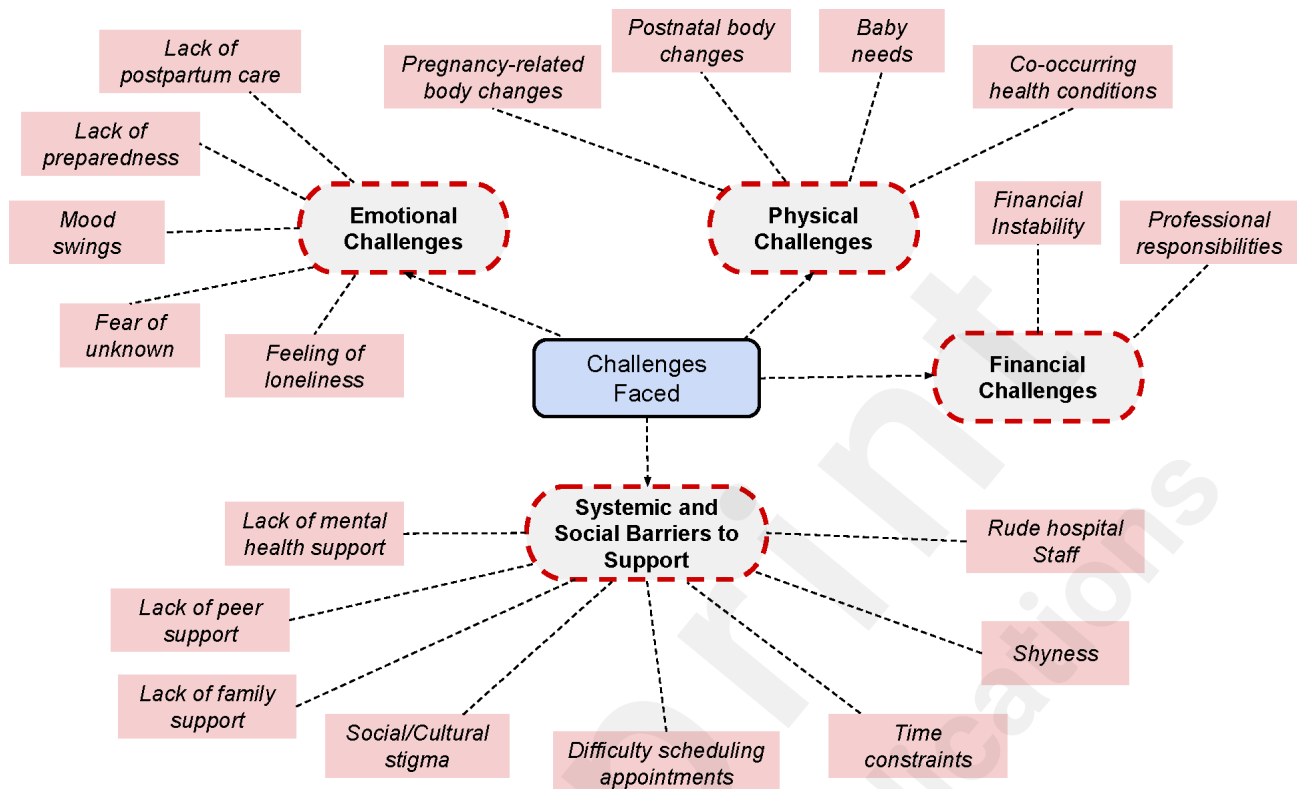 Lack of
postpartum care
Pregnancy-related
body changes
Postnatal body
changes
Baby
needs
Co-occurring
health conditions
Lack of
preparedness
Mood
swings
Fear of
unknown
Feeling of
loneliness
Emotional
Challenges
Physical
Challenges
Financial
Instability
Professional
responsibilities
Challenges
Faced
Financial
Challenges
Systemic and
Social Barriers to
Support
Lack of mental
health support
Lack of peer
support
Lack of family
support
Social/Cultural
stigma
Difficulty scheduling
appointments
Time
constraints
Shyness
Rude hospital
Staff